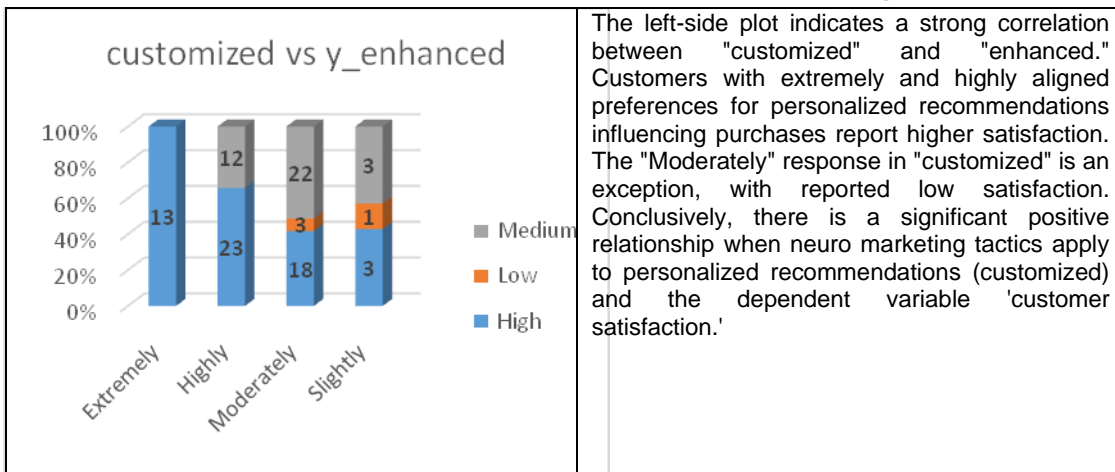 customized vs y_enhanced
100%
80%
60%
40%
20%
0%
13
12
23
22
3
18
3
1
3
Medium
Low
High
Extremely
Highly
Moderately
Slightly
The left-side plot indicates a strong correlation
between "customized" and "enhanced."
Customers with extremely and highly aligned
preferences for personalized recommendations
influencing purchases report higher satisfaction.
The "Moderately" response in "customized" is an
exception, with reported low satisfaction.
Conclusively, there is a significant positive
relationship when neuro marketing tactics apply
to personalized recommendations (customized)
and the dependent variable 'customer
satisfaction.'